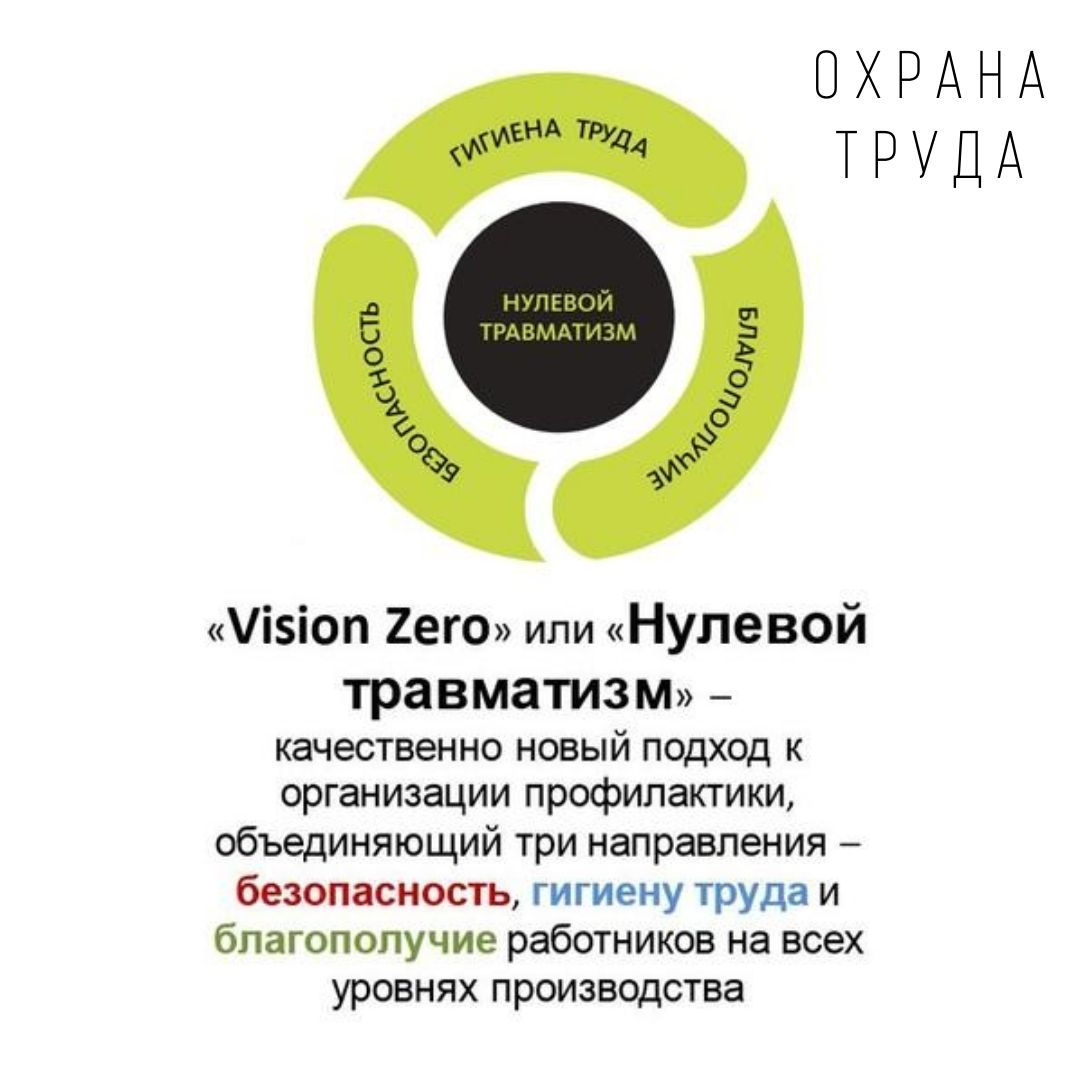 ОХРАНА
ТРУДА
ГИГИЕНА ТРУДА
БЕЗОПАСНОСТЬ
НУЛЕВОЙ
ТРАВМАТИЗМ
БЛАГОПОЛУЧИЕ
«Vision Zero» или «Нулевой
травматизм» –
качественно новый подход к
организации профилактики,
объединяющий три направления –
безопасность, гигиену труда и
благополучие работников на всех
уровнях производства